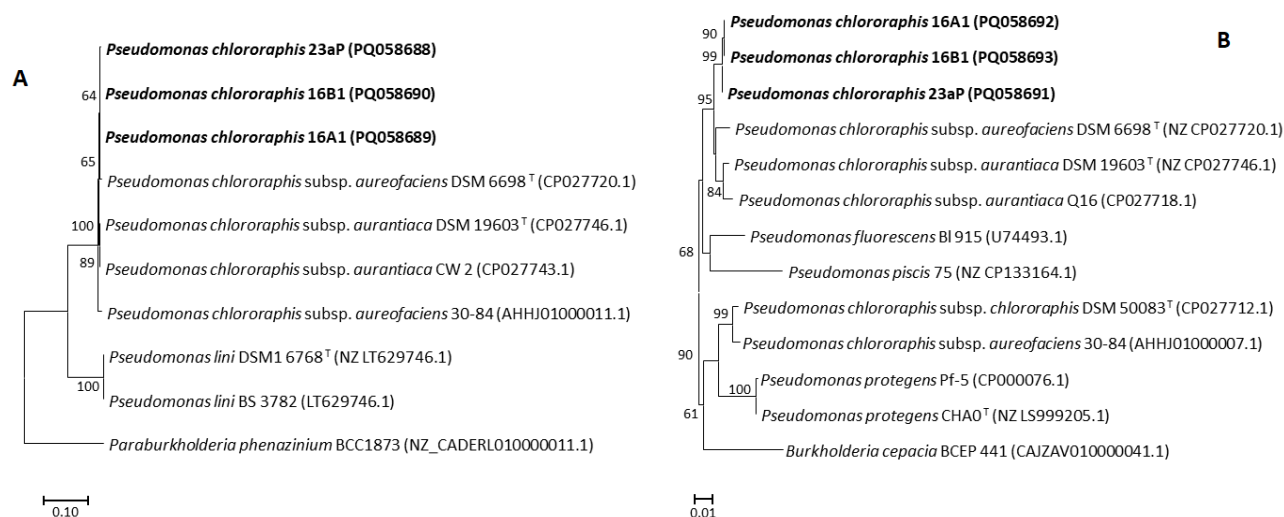 A
Pseudomonas chlororaphis 23aP (PQ058688)
64
Pseudomonas chlororaphis 16B1 (PQ058690)
Pseudomonas chlororaphis 16A1 (PQ058689)
65
Pseudomonas chlororaphis subsp. aureofaciens DSM 6698 T (CP027720.1)
100
Pseudomonas chlororaphis subsp. aurantiaca DSM 19603 T (CP027746.1)
89
Pseudomonas chlororaphis subsp. aurantiaca CW 2 (CP027743.1)
Pseudomonas chlororaphis subsp. aureofaciens 30-84 (AHHJ01000011.1)
Pseudomonas lini DSM1 6768 T (NZ LT629746.1)
100
Pseudomonas lini BS 3782 (LT629746.1)
Paraburkholderia phenazinium BCC1873 (NZ_CADERL010000011.1)
0.10
B
Pseudomonas chlororaphis 16A1 (PQ058692)
90
99
Pseudomonas chlororaphis 16B1 (PQ058693)
95
Pseudomonas chlororaphis 23aP (PQ058691)
Pseudomonas chlororaphis subsp. aureofaciens DSM 6698 T (NZ CP027720.1)
Pseudomonas chlororaphis subsp. aurantiaca DSM 19603 T (NZ CP027746.1)
84
Pseudomonas chlororaphis subsp. aurantiaca Q16 (CP027718.1)
Pseudomonas fluorescens Bl 915 (U74493.1)
68
Pseudomonas piscis 75 (NZ CP133164.1)
Pseudomonas chlororaphis subsp. chlororaphis DSM 50083 T (CP027712.1)
99
Pseudomonas chlororaphis subsp. aureofaciens 30-84 (AHHJ01000007.1)
90
Pseudomonas protegens Pf-5 (CP000076.1)
100
Pseudomonas protegens CHA0 T (NZ LS999205.1)
61
Burkholderia cepacia BCEP 441 (CAJZAV010000041.1)
0.01